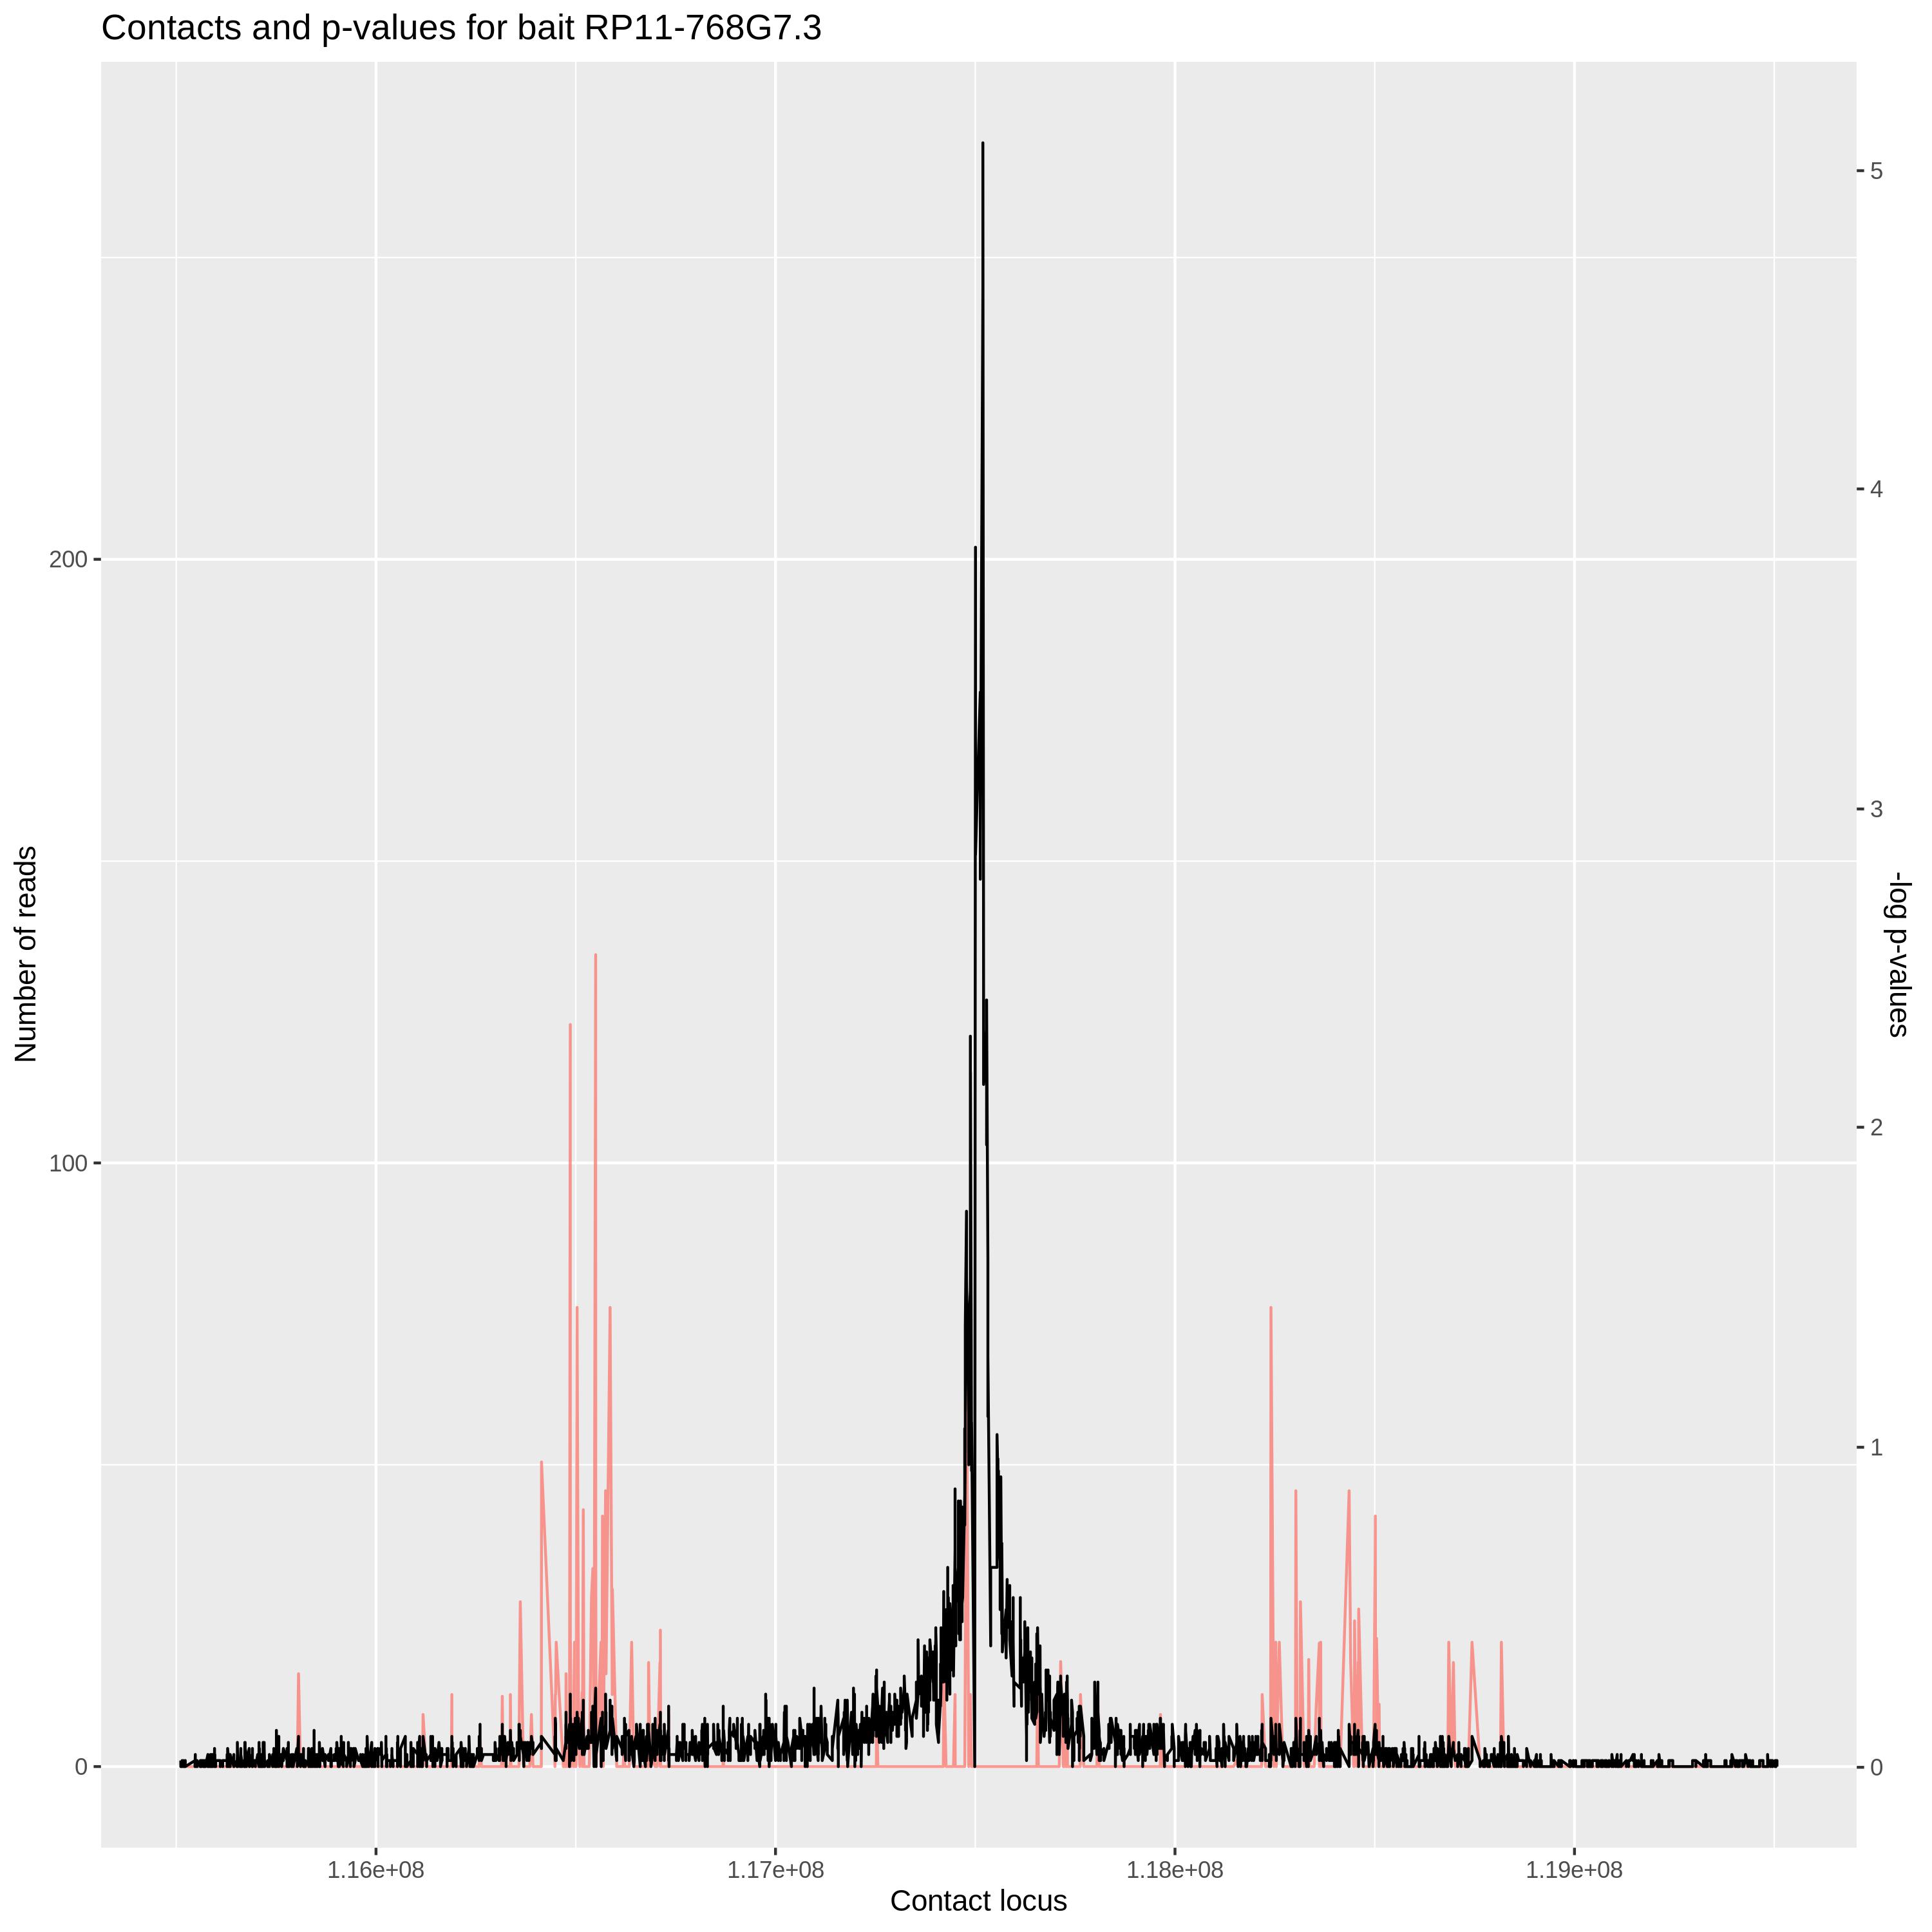 Contacts and p-values for bait RP11-768G7.3
Number of reads
200
100
0
5
4
3
2
1
0
-log p-values
1.16e+08
1.17e+08
1.18e+08
1.19e+08
Contact locus